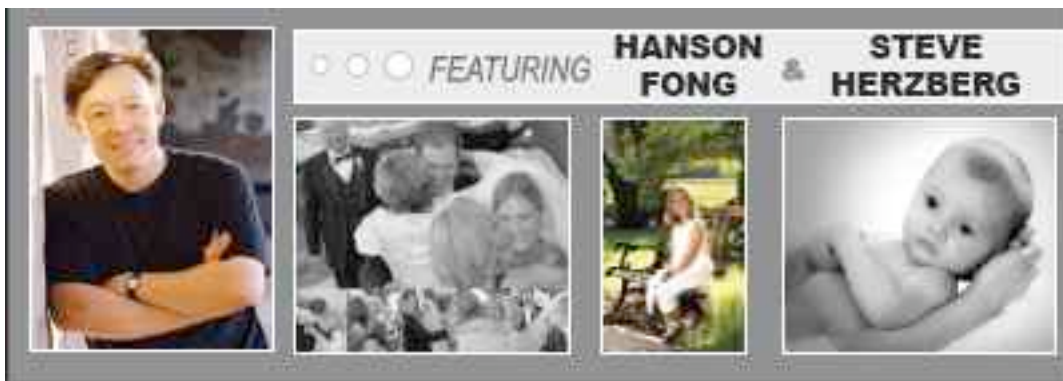 FEATURING
HANSON
FONG
&
STEVE
HERZBERG